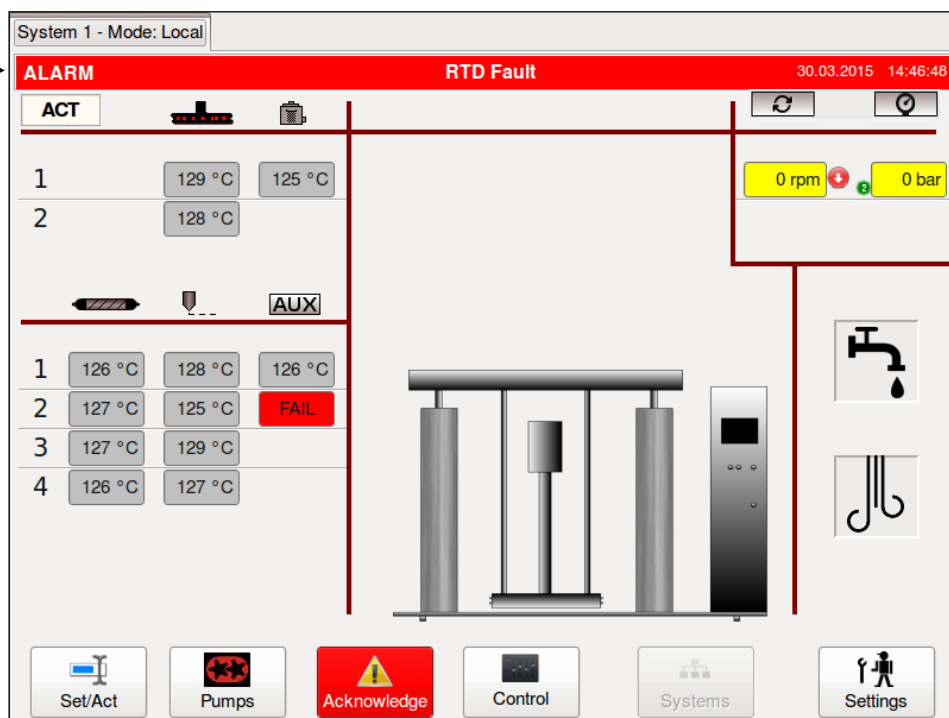 System 1 - Mode: Local
ALARM RTD Fault 30.03.2015 14:46:48
ACT
1 129 °C 125 °C 0 rpm 2 0 bar
2 128 °C
AUX
1 126 °C 128 °C 126 °C
2 127 °C 125 °C FAIL
3 127 °C 129 °C
4 126 °C 127 °C
Set/Act Pumps Acknowledge Control Systems Settings